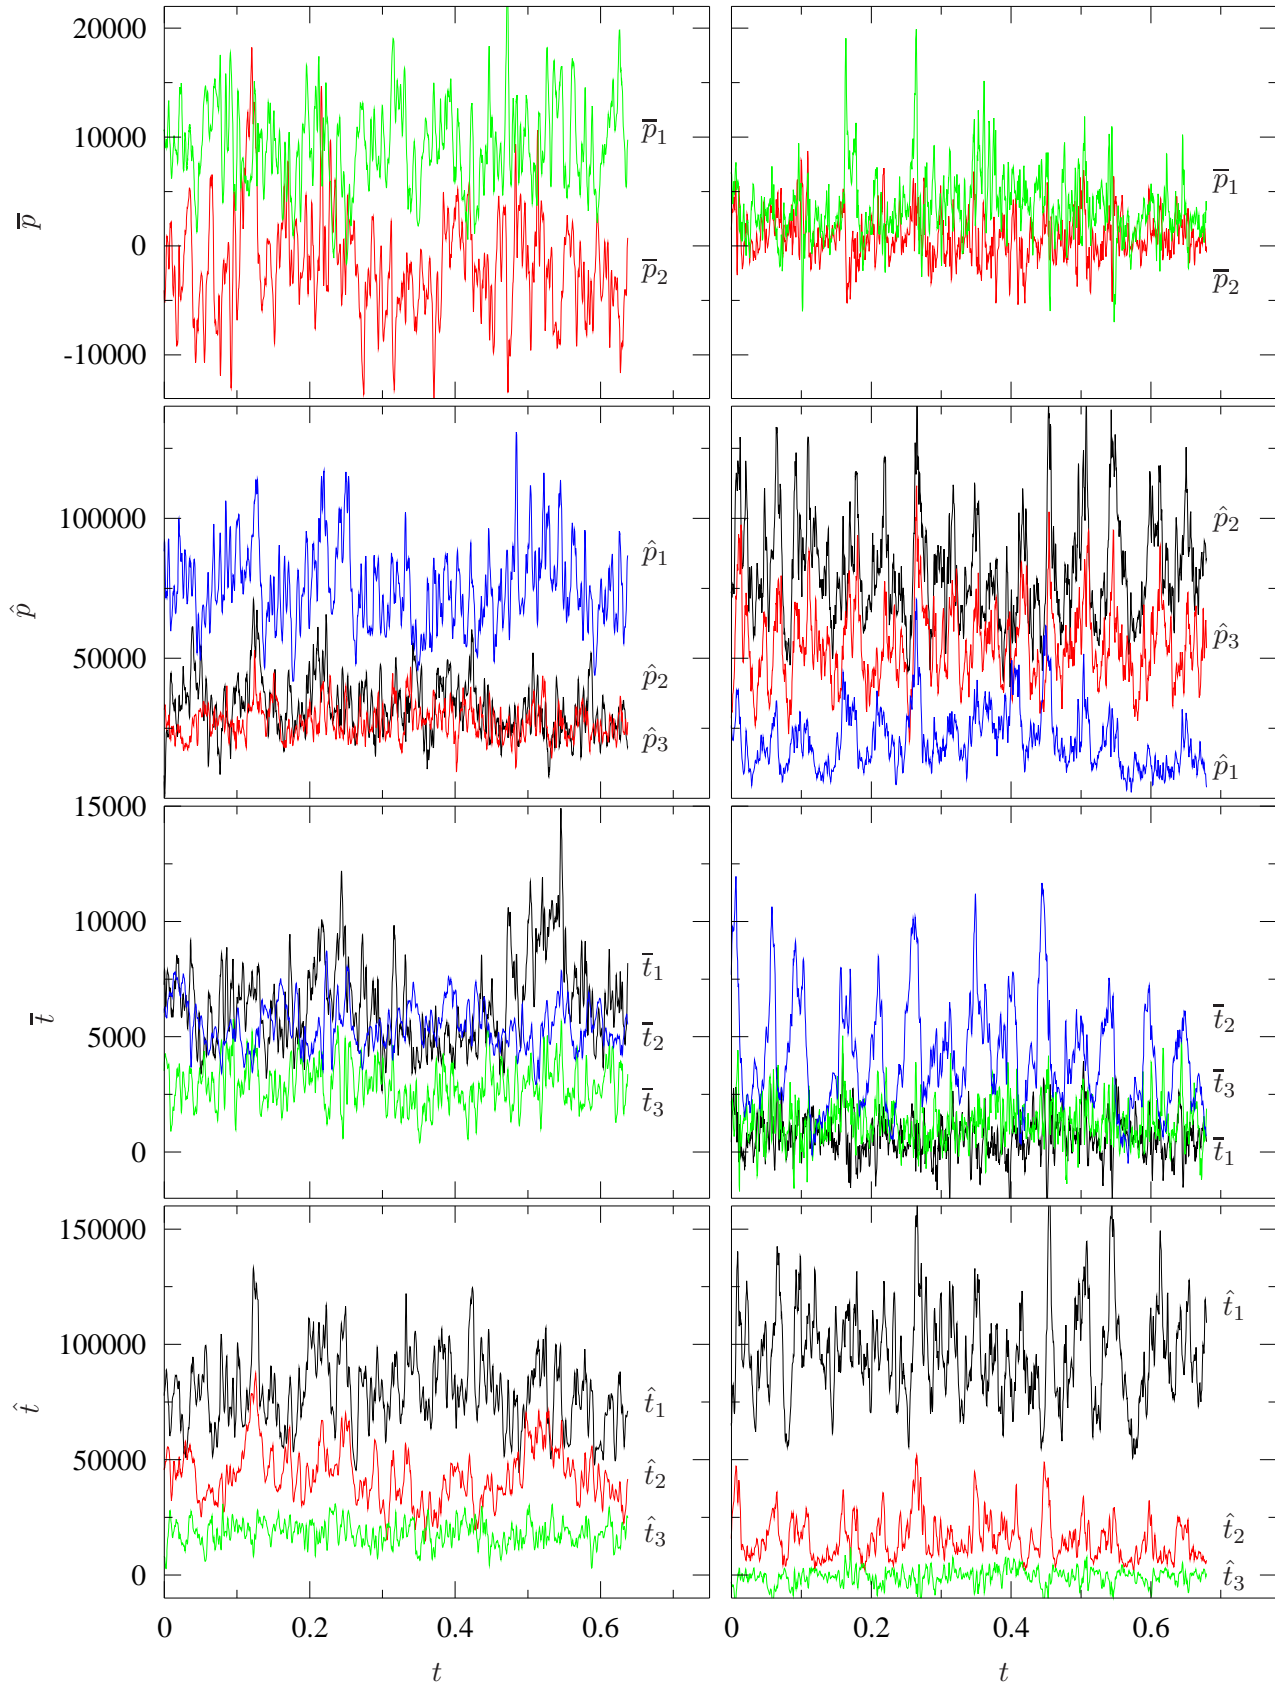 20000
10000
0
-10000
p̅
p̅₁
p̅₂
p̅₁
p̅₂
100000
50000
p̂
p̂₁
p̂₂
p̂₃
p̂₂
p̂₃
p̂₁
15000
10000
5000
0
t̅
t̅₁
t̅₂
t̅₃
t̅₂
t̅₃
t̅₁
150000
100000
50000
0
t̂
t̂₁
t̂₂
t̂₃
t̂₁
t̂₂
t̂₃
0 0.2 0.4 0.6 0 0.2 0.4 0.6
t t